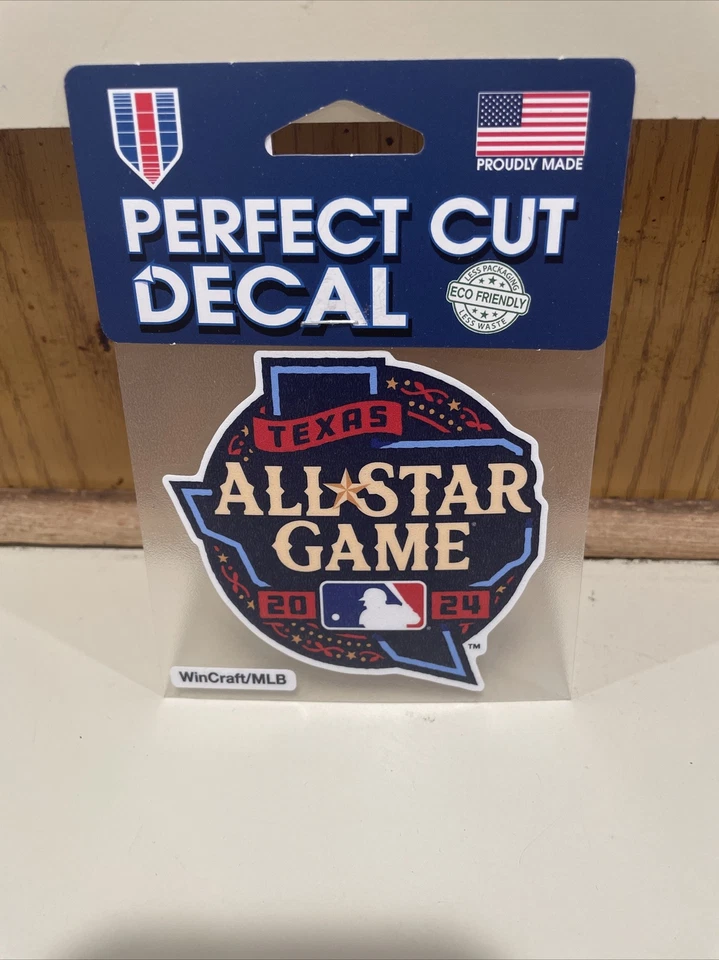 PROUDLY MADE
PERFECT CUT
DECAL
LESS PACKAGING
ECO FRIENDLY
LESS WASTE
TEXAS
ALL STAR
GAME
20 24
TM
WinCraft/MLB